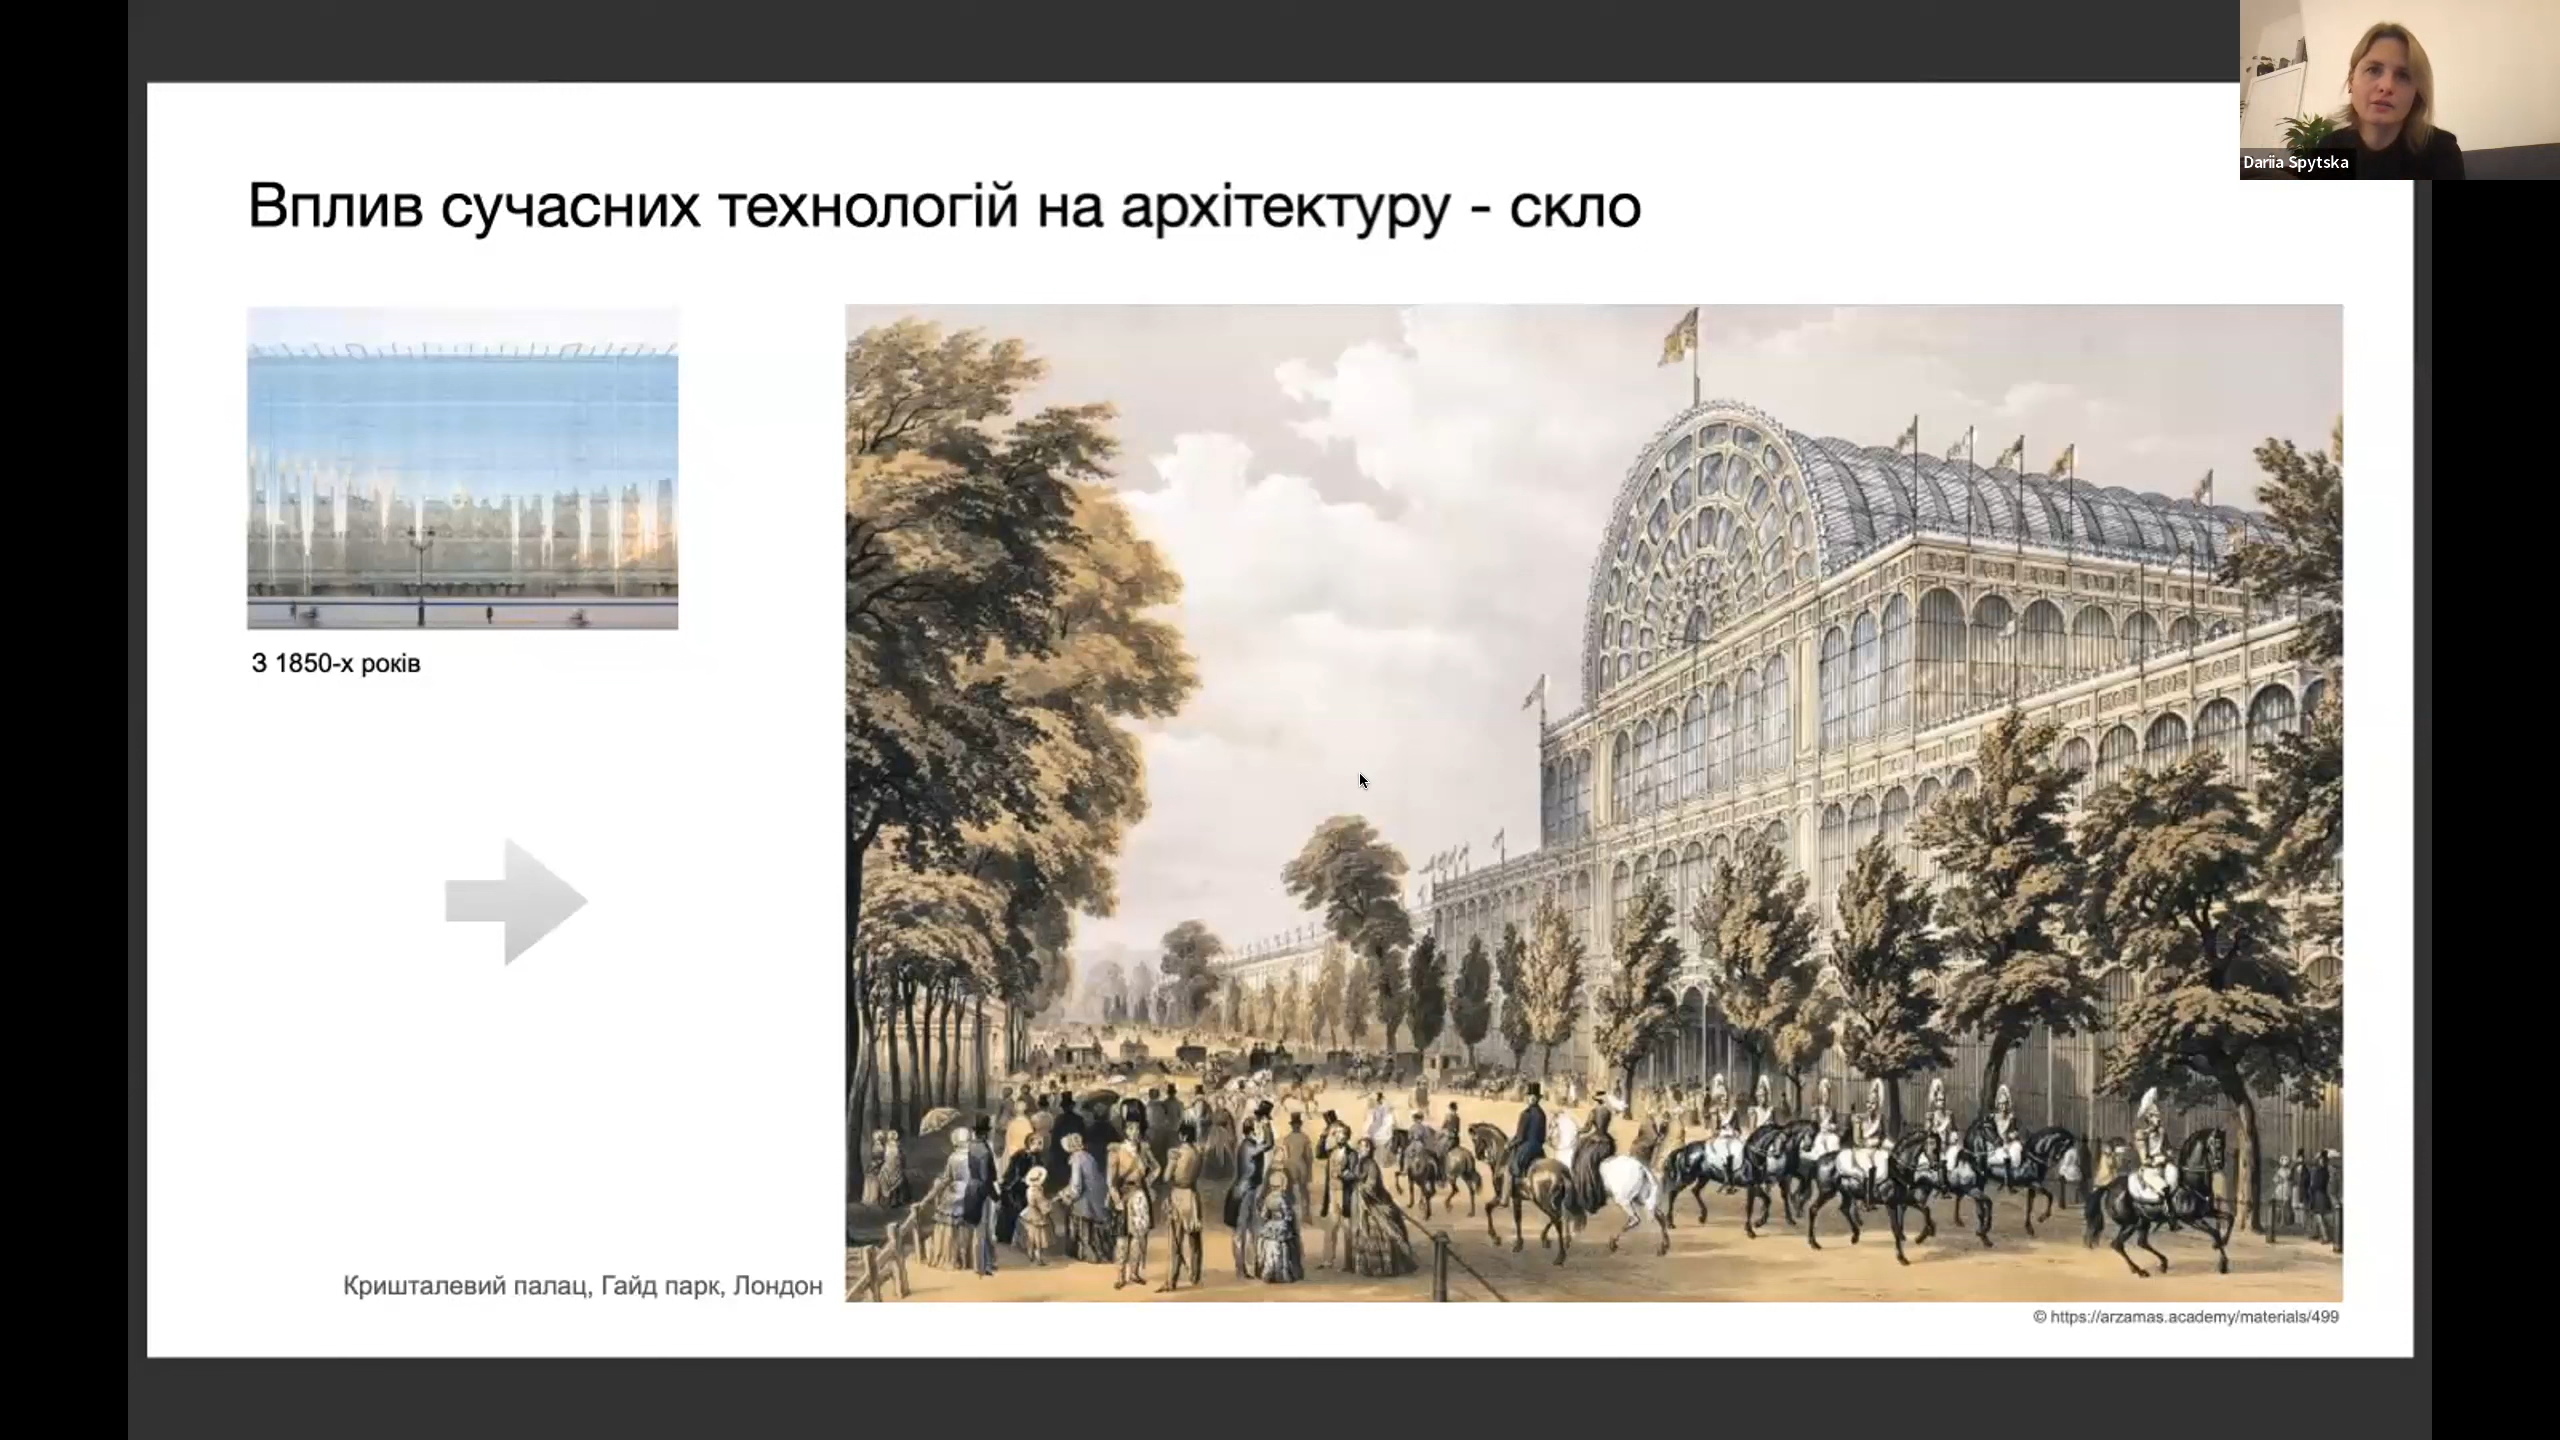 Dariia Spytska
Вплив сучасних технологій на архітектуру - скло
З 1850-х років
Кришталевий палац, Гайд парк, Лондон
© https://arzamas.academy/materials/499